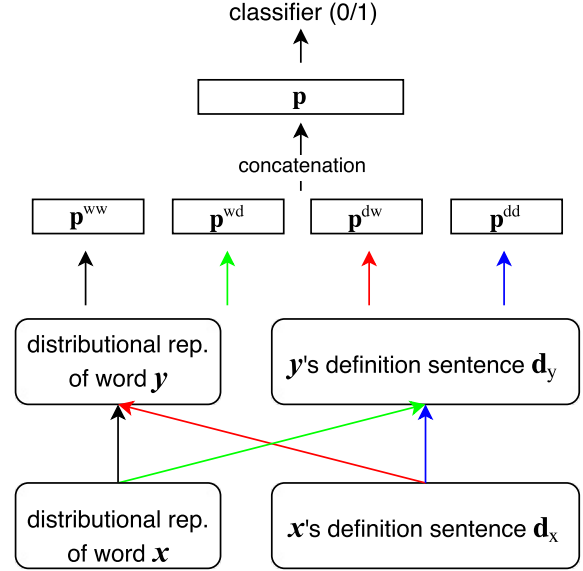 classifier (0/1)
p
concatenation
p^ww p^wd p^dw p^dd
distributional rep.
of word y
y's definition sentence d_y
distributional rep.
of word x
x's definition sentence d_x